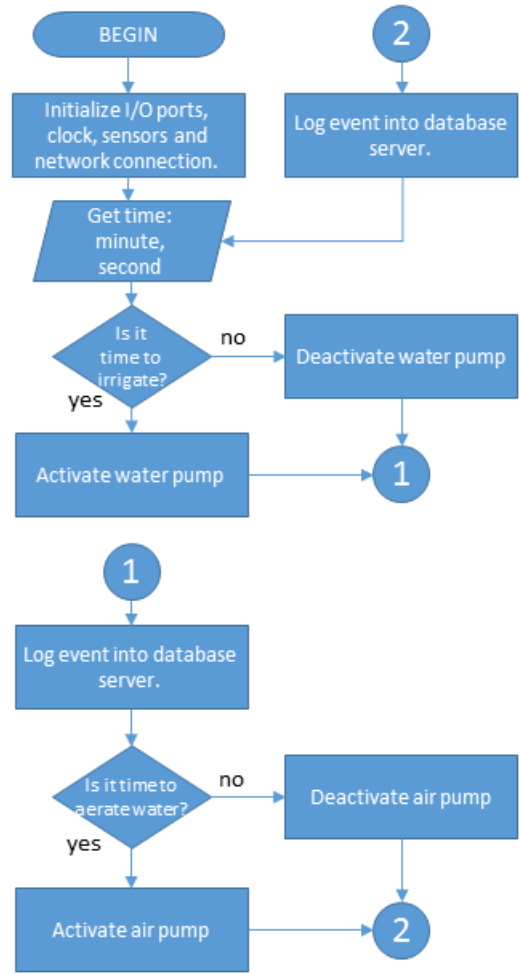 BEGIN
Initialize I/O ports,
clock, sensors and
network connection.
Get time:
minute,
second
Is it
time to
irrigate?
no
yes
Deactivate water pump
Activate water pump
1
2
Log event into database
server.
1
Log event into database
server.
Is it time to
aerate water?
no
yes
Deactivate air pump
Activate air pump
2